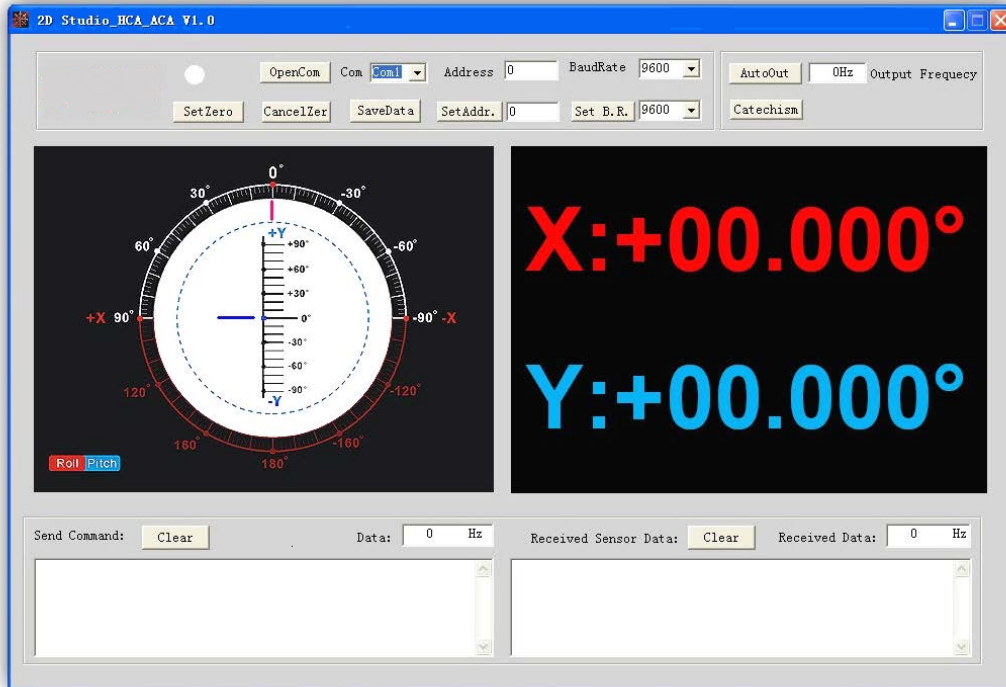 2D Studio_HCA_ACA V1.0
OpenCom Com Com1 Address 0 BaudRate 9600 AutoOut 0Hz Output Frequecy
SetZero CancelZer SaveData SetAddr. 0 Set B.R. 9600 Catechism
0°
30° -30°
60° -60°
+X 90° -90° -X
120° -120°
160° -160°
180°
+Y
+90°
+60°
+30°
0°
-30°
-60°
-90°
-Y
Roll Pitch
X:+00.000°
Y:+00.000°
Send Command: Clear Data: 0 Hz Received Sensor Data: Clear Received Data: 0 Hz